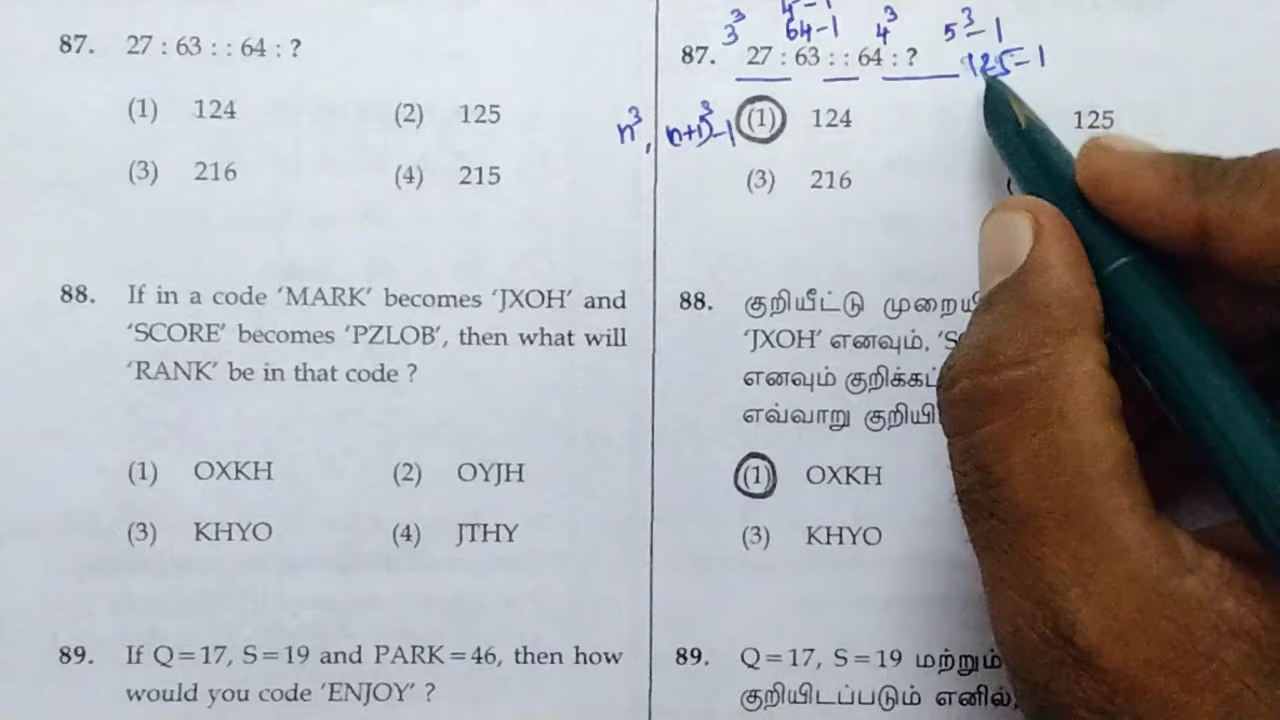 87. 27 : 63 : : 64 : ?
(1) 124 (2) 125
(3) 216 (4) 215
88. If in a code ‘MARK’ becomes ‘JXOH’ and
‘SCORE’ becomes ‘PZLOB’, then what will
‘RANK’ be in that code ?
(1) OXKH (2) OYJH
(3) KHYO (4) JTHY
89. If Q=17, S=19 and PARK=46, then how
would you code ‘ENJOY’ ?
3³ 64-1 4³ 5³-1
87. 27 : 63 : : 64 : ? 125-1
n³, n+1)³-1
(1) 124 125
(3) 216
88. குறியீட்டு
‘JXOH’ எனவும்,
எனவும்
எவ்வாறு
(1) OXKH
(3) KHYO
89. Q=17, S=19 மற்றும்
குறியிடப்படும் எனில்,